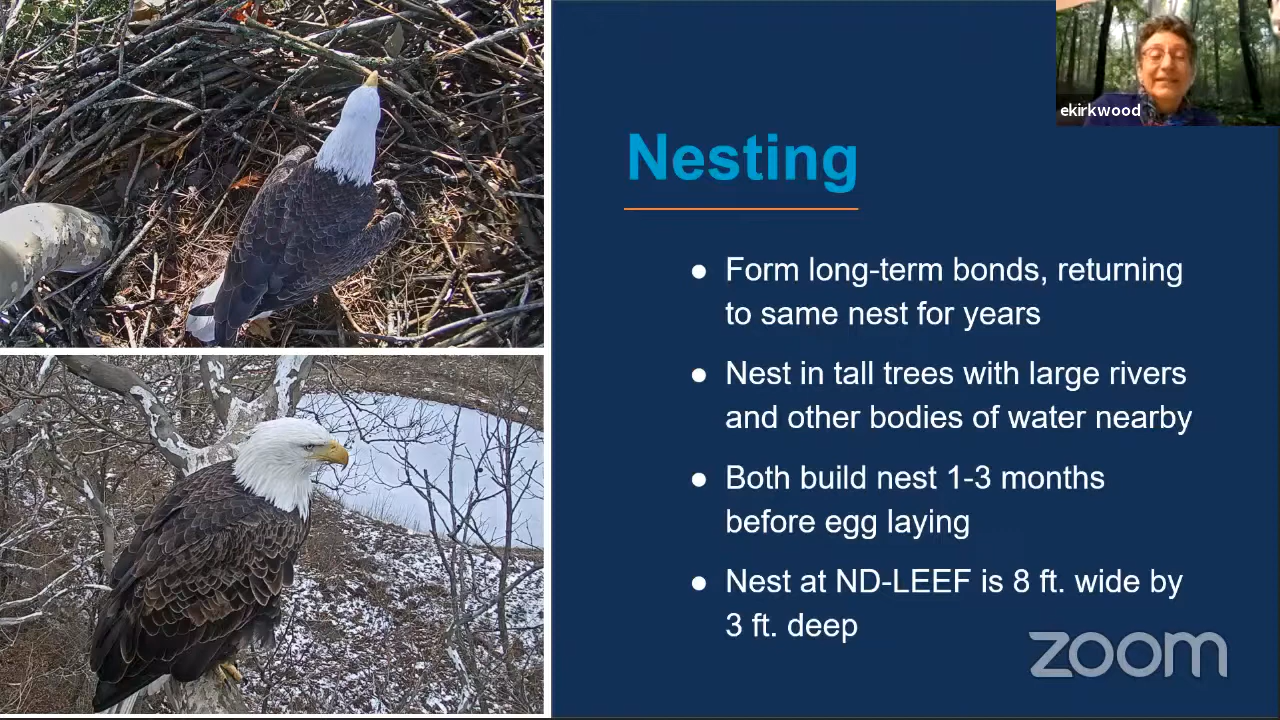 ekirkwood
Nesting
● Form long-term bonds, returning
to same nest for years
● Nest in tall trees with large rivers
and other bodies of water nearby
● Both build nest 1-3 months
before egg laying
● Nest at ND-LEEF is 8 ft. wide by
3 ft. deep
zoom